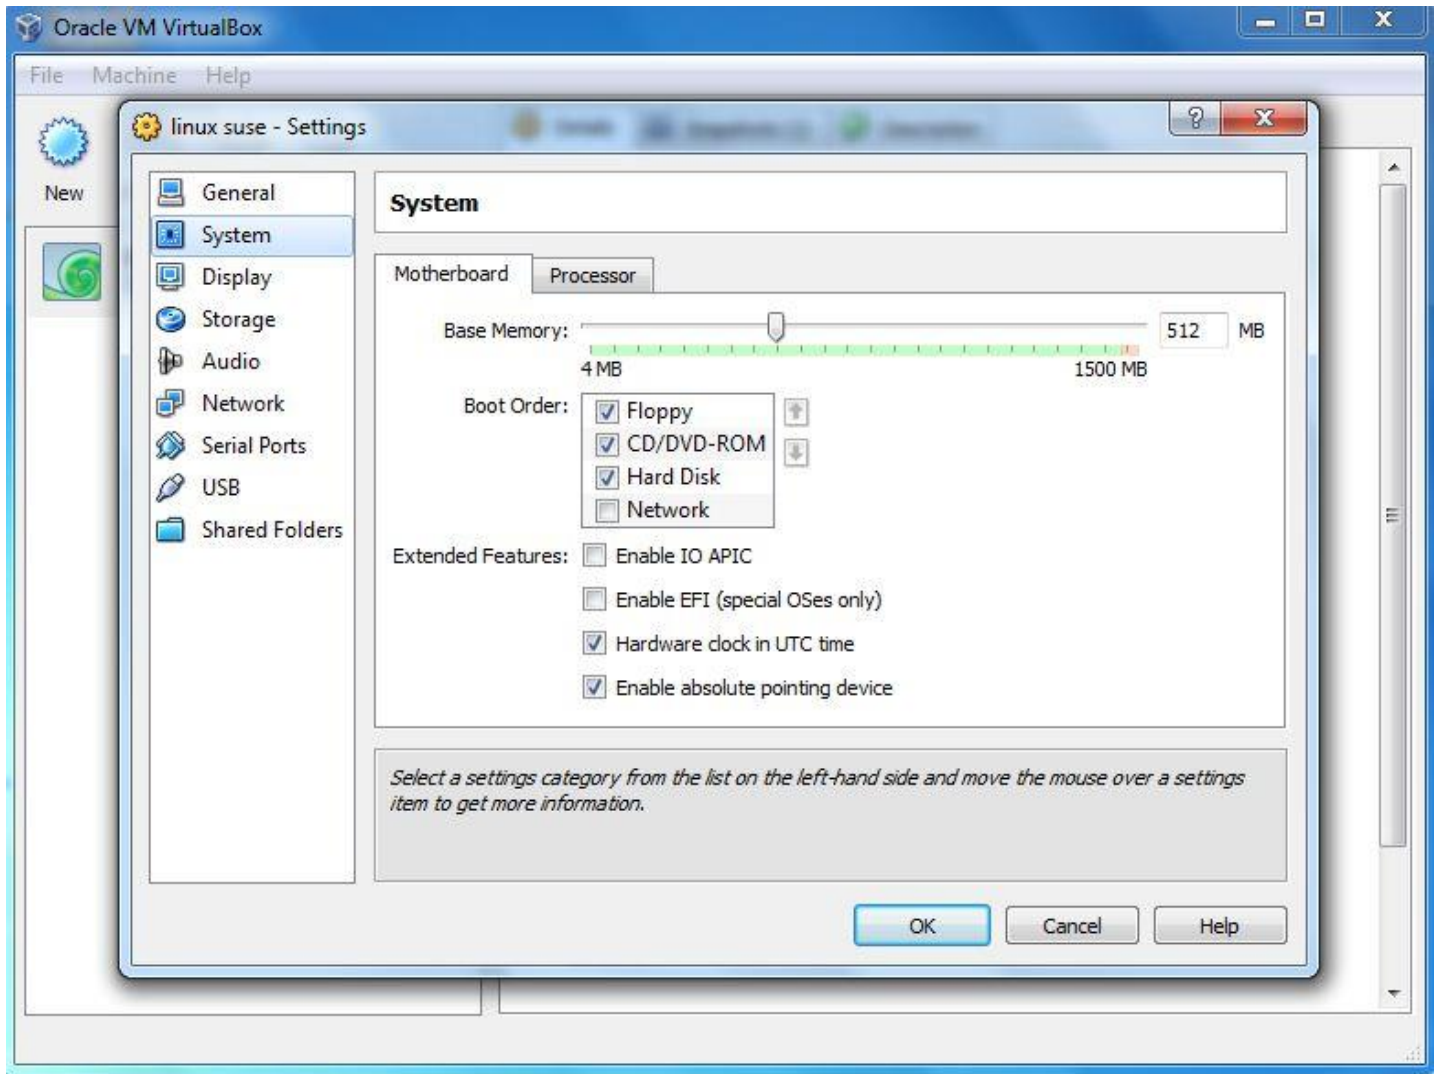 Oracle VM VirtualBox
File Machine Help
New
linux suse - Settings
General
System
Display
Storage
Audio
Network
Serial Ports
USB
Shared Folders
System
Motherboard Processor
Base Memory: 512 MB
4 MB 1500 MB
Boot Order: Floppy
CD/DVD-ROM
Hard Disk
Network
Extended Features: Enable IO APIC
Enable EFI (special OSes only)
Hardware clock in UTC time
Enable absolute pointing device
Select a settings category from the list on the left-hand side and move the mouse over a settings
item to get more information.
OK Cancel Help